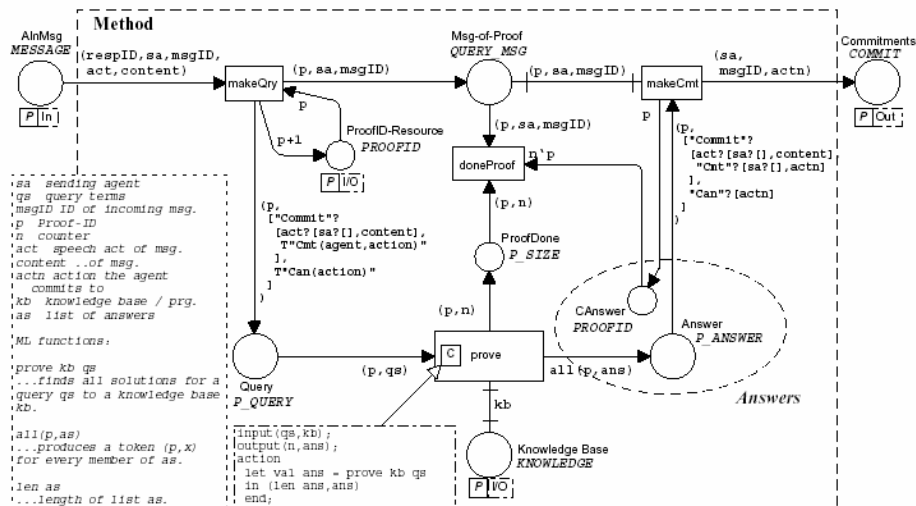 Method
AInMsg
MESSAGE
(respID,sa,msgID,
act,content)
P In
makeQry
(p,sa,msgID)
Msg-of-Proof
QUERY_MSG
(p,sa,msgID)
makeCmt
(sa,
msgID,actn)
Commitments
COMMIT
P Out
p
p+1
ProofID-Resource
PROOFID
P I/O
(p,sa,msgID)
doneProof
n`p
p
(p,
["Commit"?
[act?[sa?[],content]
"Cnt"?[sa?[],actn]
],
"Can"?[actn]
]
)
(p,n)
ProofDone
P_SIZE
(p,n)
(p,
["Commit"?
[act?[sa?[],content],
T"Cmt(agent,action)"
],
T"Can(action)"
]
)
CAnswer
PROOFID
Answer
P_ANSWER
Answers
Query
P_QUERY
(p,qs)
C prove
all(p,ans)
kb
Knowledge Base
KNOWLEDGE
P I/O
sa sending agent
qs query terms
msgID ID of incoming msg.
p Proof-ID
n counter
act speech act of msg.
content ..of msg.
actn action the agent
commits to
kb knowledge base / prg.
as list of answers
ML functions:
prove kb qs
...finds all solutions for a
query qs to a knowledge base
kb.
all(p,as)
...produces a token (p,x)
for every member of as.
len as
...length of list as.
input(qs,kb);
output(n,ans);
action
let val ans = prove kb qs
in (len ans,ans)
end;